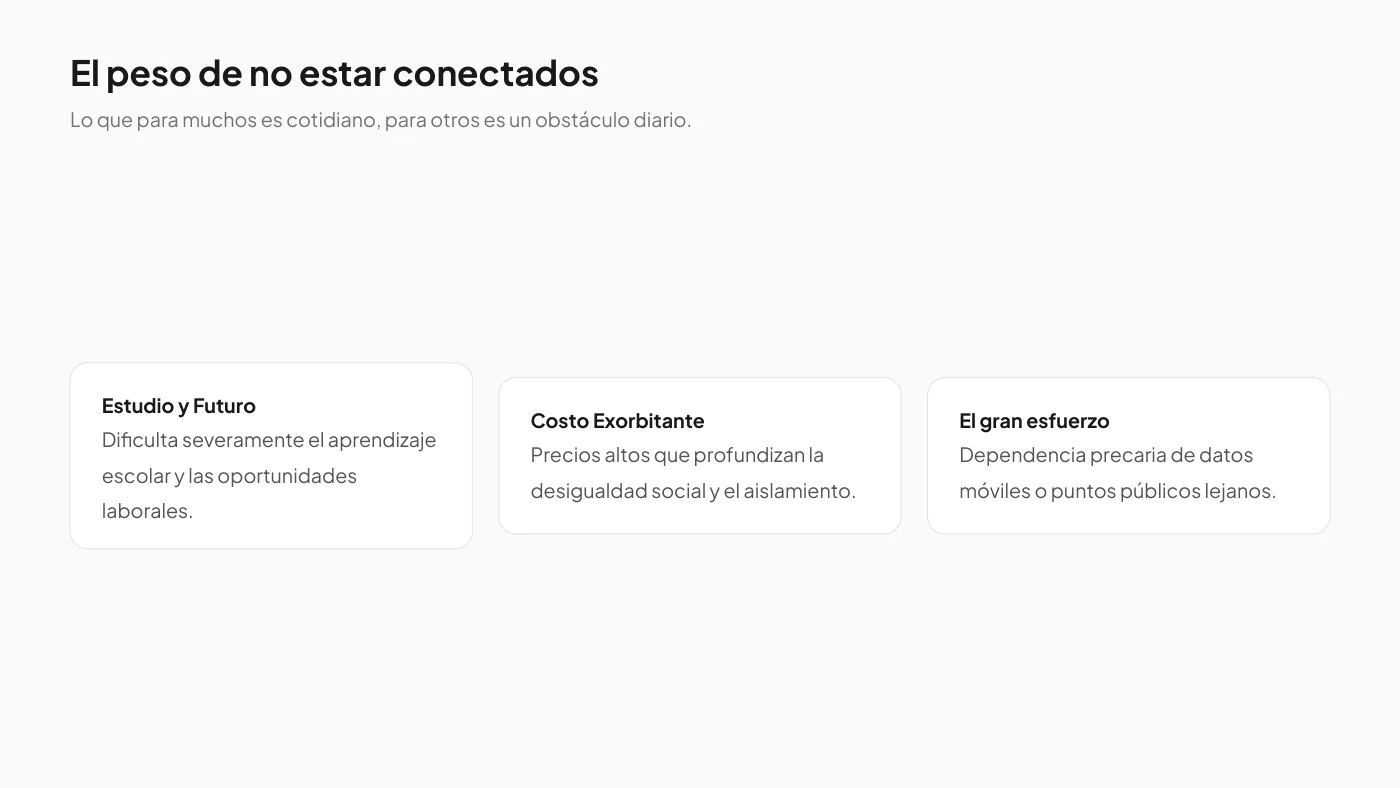 El peso de no estar conectados
Lo que para muchos es cotidiano, para otros es un obstáculo diario.
Estudio y Futuro
Dificulta severamente el aprendizaje
escolar y las oportunidades
laborales.
Costo Exorbitante
Precios altos que profundizan la
desigualdad social y el aislamiento.
El gran esfuerzo
Dependencia precaria de datos
móviles o puntos públicos lejanos.